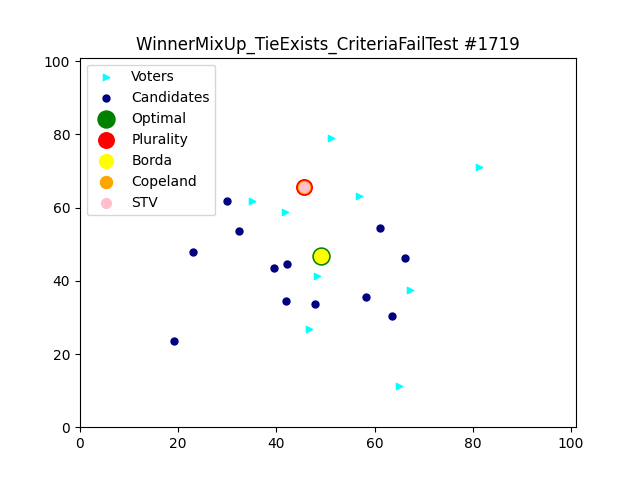 WinnerMixUp_TieExists_CriteriaFailTest #1719
Voters
Candidates
Optimal
Plurality
Borda
Copeland
STV
100
80
60
40
20
0
0 20 40 60 80 100